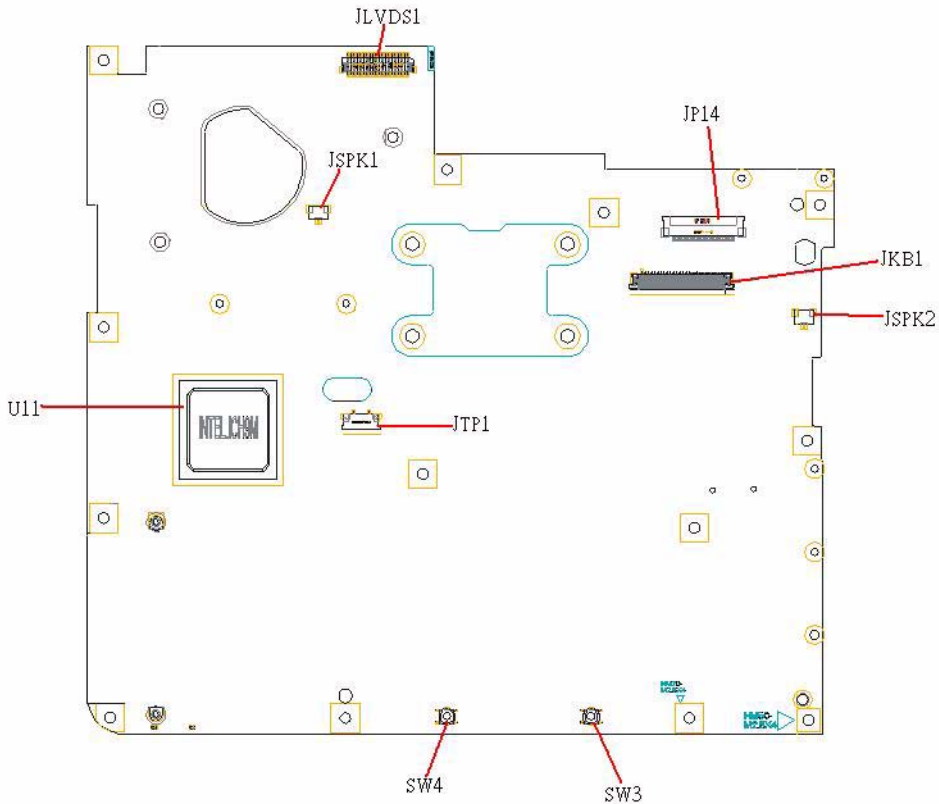 JLVDS1
JP14
JSPK1
JKB1
JSPK2
U11
INTEL ICH9M
JTP1
SW4
SW3